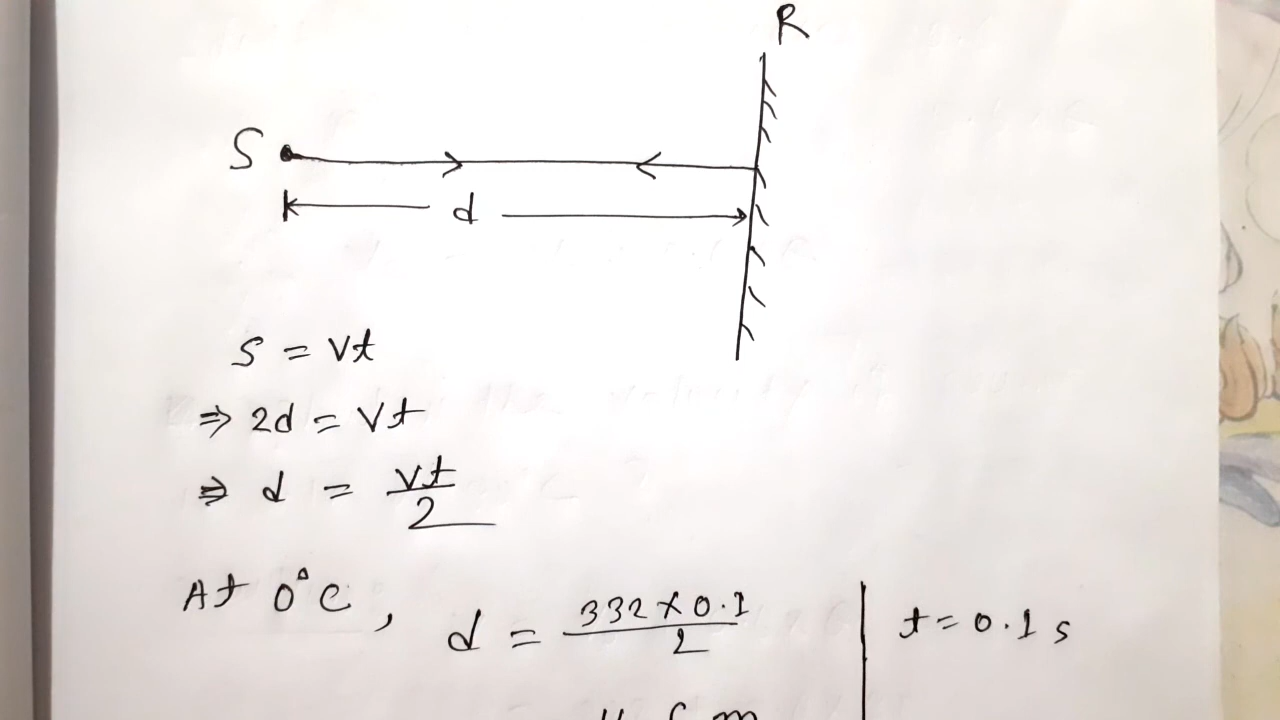 R
S
d
S = Vt
⇒ 2d = Vt
⇒ d = Vt/2
At 0°C, d = 332 × 0.1/2
t = 0.1 s
m